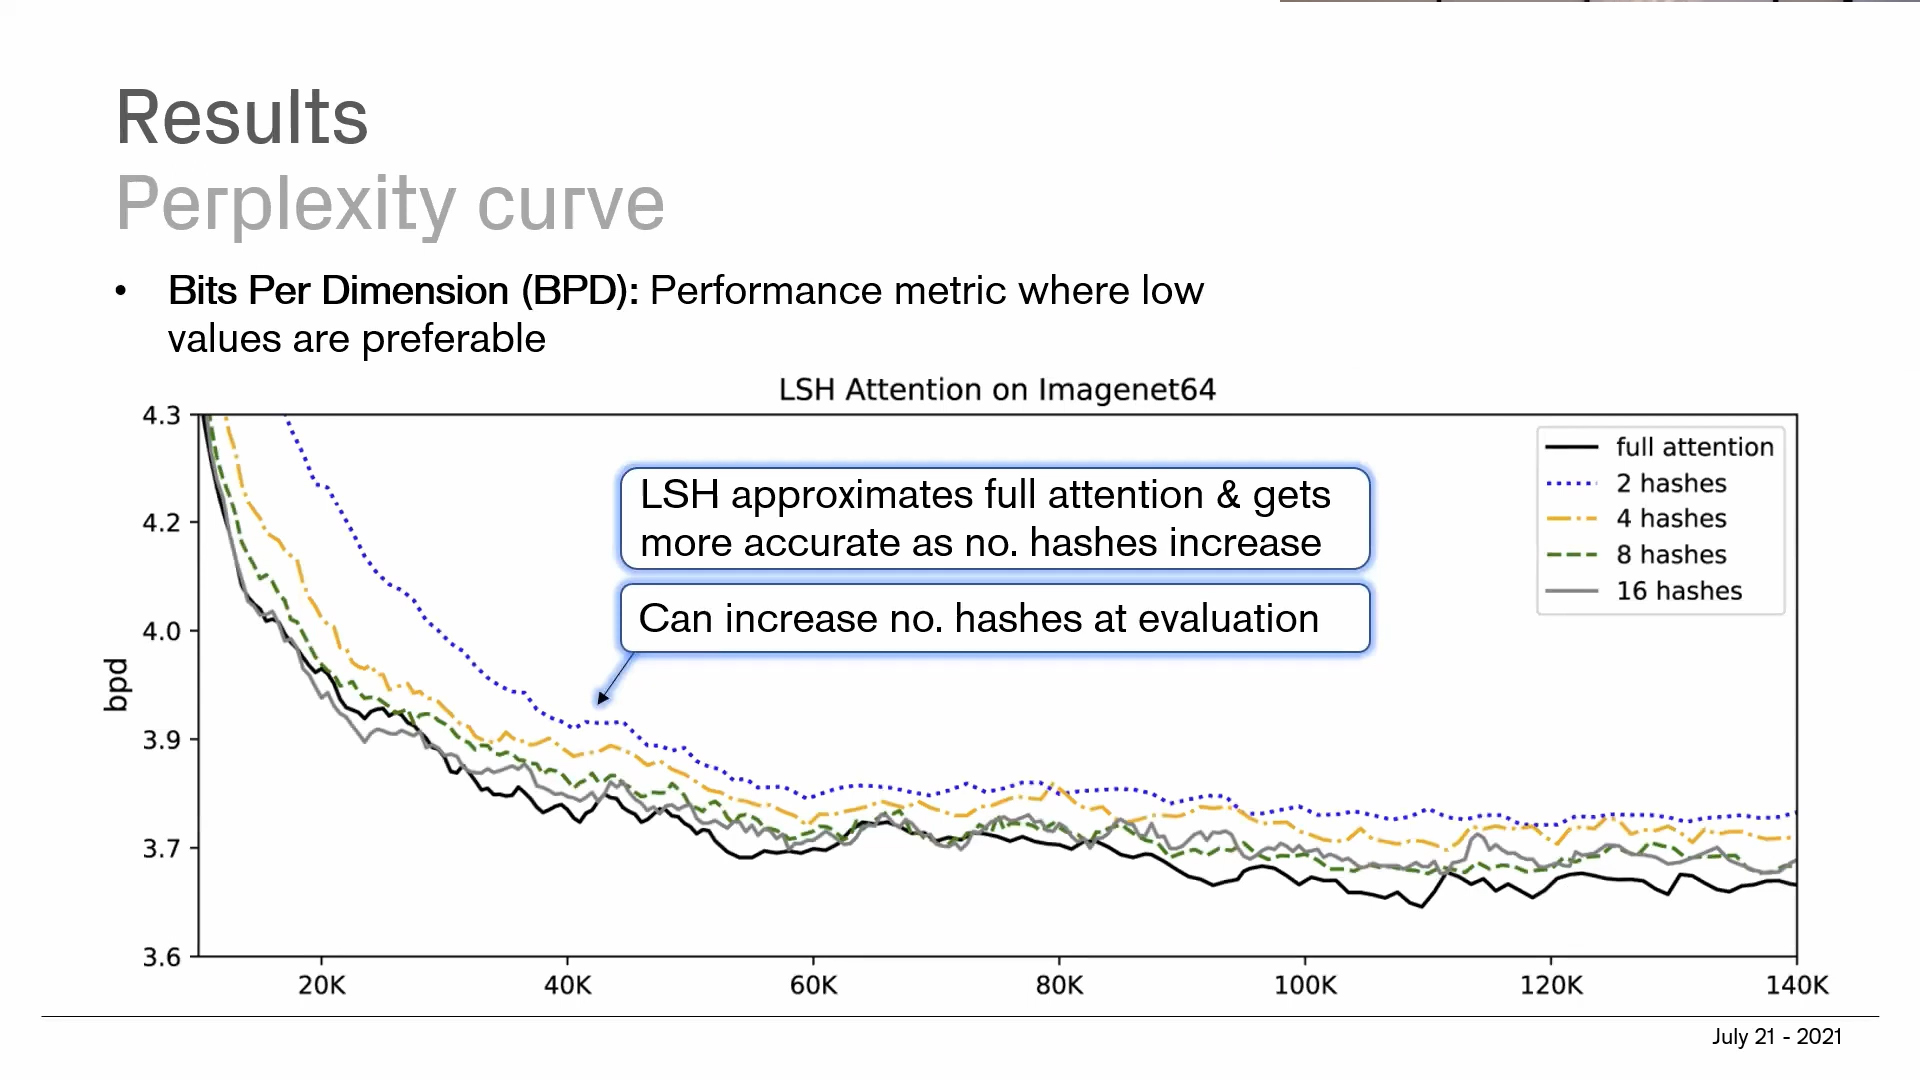 Results
Perplexity curve
• Bits Per Dimension (BPD): Performance metric where low
values are preferable
LSH Attention on Imagenet64
4.3
4.2
4.0
3.9
3.7
3.6
bpd
LSH approximates full attention & gets
more accurate as no. hashes increase
Can increase no. hashes at evaluation
full attention
2 hashes
4 hashes
8 hashes
16 hashes
20K 40K 60K 80K 100K 120K 140K
July 21 - 2021